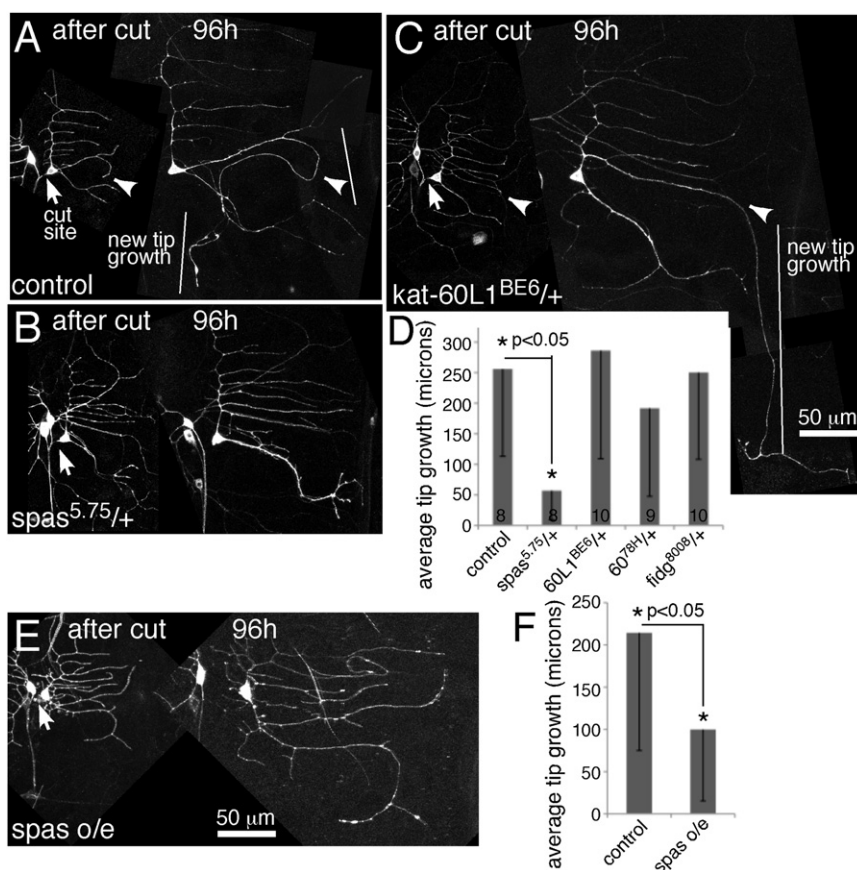 A after cut 96h
cut
site
new tip
growth
control
B after cut 96h
spas5.75/+
C after cut 96h
new tip
growth
kat-60L1BE6/+
50 μm
D
* p<0.05
*
average tip growth (microns)
300
250
200
150
100
50
0
8
8
10
9
10
control
spas5.75/+
60L1BE6/+
6078H/+
fidg8008/+
E after cut 96h
spas o/e
50 μm
F
* p<0.05
*
average tip growth (microns)
250
200
150
100
50
0
control
spas o/e